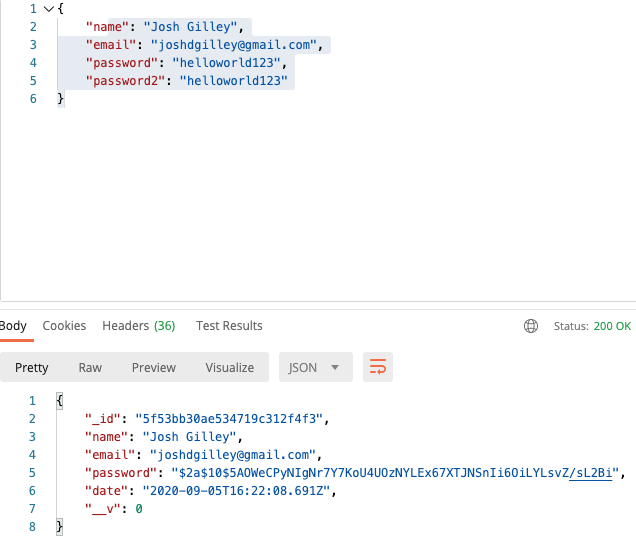 1 {
2 "name": "Josh Gilley",
3 "email": "joshdgilley@gmail.com",
4 "password": "helloworld123",
5 "password2": "helloworld123"
6 }
Body Cookies Headers (36) Test Results Status: 200 OK
Pretty Raw Preview Visualize JSON
1 {
2 "_id": "5f53bb30ae534719c312f4f3",
3 "name": "Josh Gilley",
4 "email": "joshdgilley@gmail.com",
5 "password": "$2a$10$5AOWeCPyNIgNr7Y7KoU4UOzNYLEx67XTJNSnIi6OiLYLsvZ/sL2Bi",
6 "date": "2020-09-05T16:22:08.691Z",
7 "__v": 0
8 }